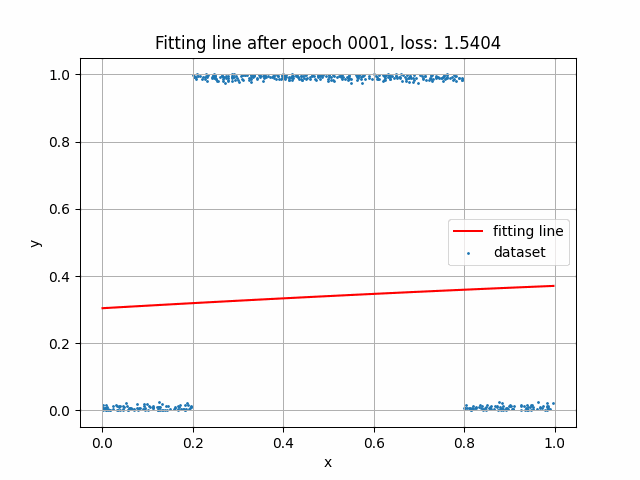 Fitting line after epoch 0001, loss: 1.5404
1.0
0.8
0.6
0.4
0.2
0.0
y
fitting line
dataset
0.0 0.2 0.4 0.6 0.8 1.0
x